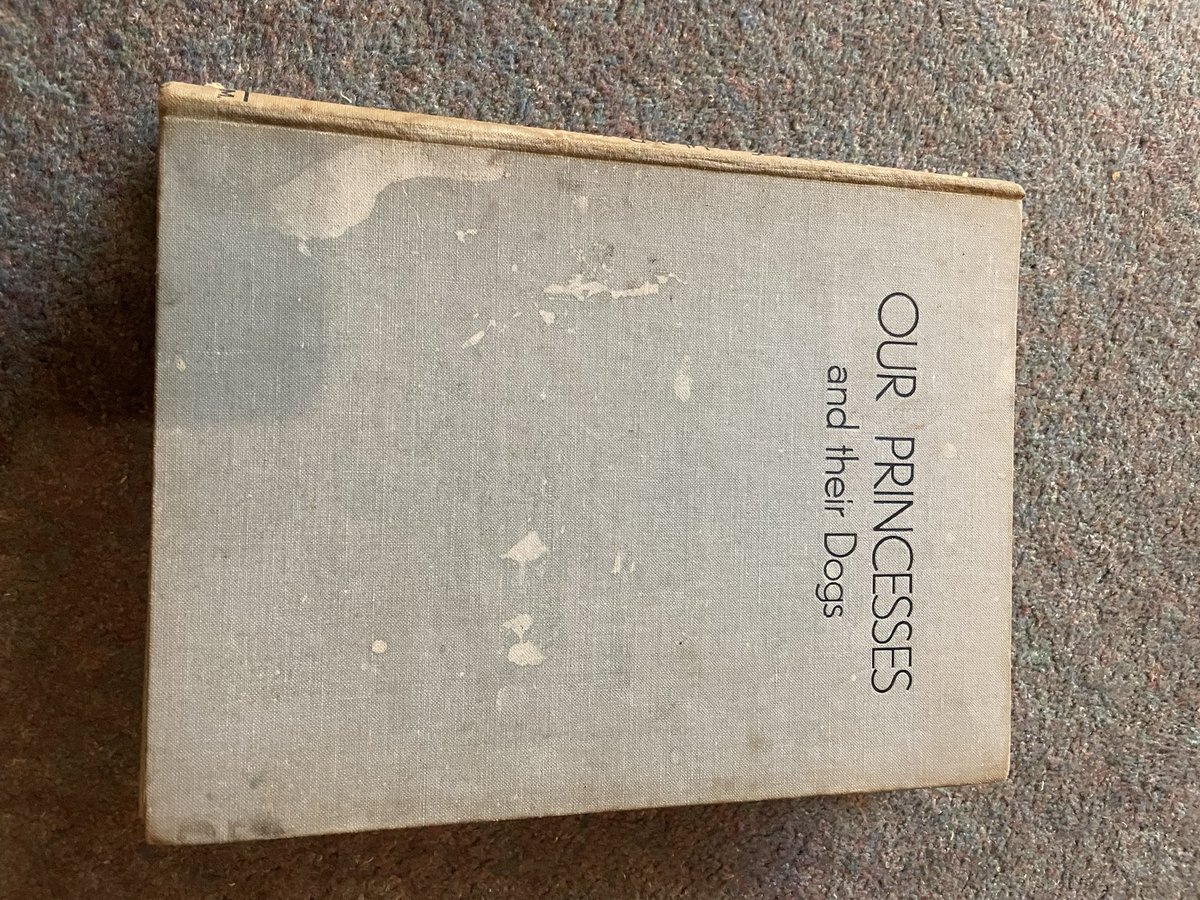 OUR PRINCESSES
and their Dogs